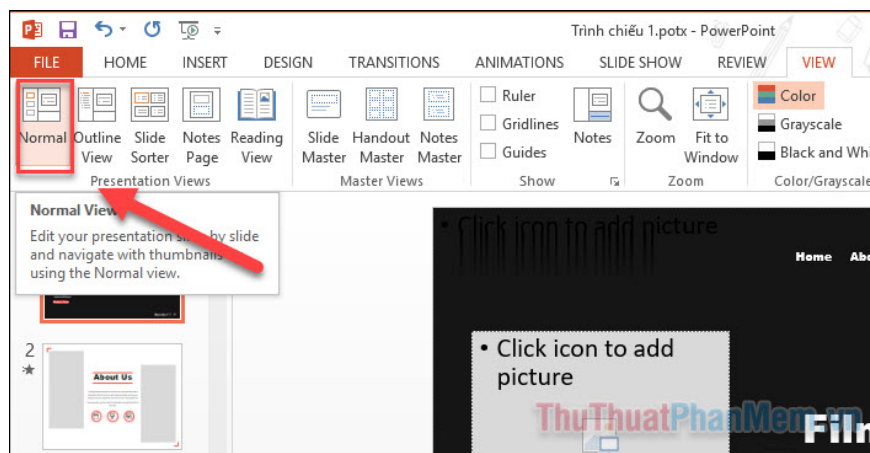 Trình chiếu 1.potx - PowerPoint
FILE HOME INSERT DESIGN TRANSITIONS ANIMATIONS SLIDE SHOW REVIEW VIEW
Normal
Outline View
Slide Sorter
Notes Page
Reading View
Presentation Views
Slide Master
Handout Master
Notes Master
Master Views
Ruler
Gridlines
Guides
Show
Notes
Zoom
Fit to Window
Zoom
Color
Grayscale
Black and Whi
Color/Grayscale
Normal View
Edit your presentation slide by slide
and navigate with thumbnails
using the Normal view.
2
About Us
• Click icon to add picture
Home Abo
• Click icon to add
picture
ThuThuatPhanMem.vn
Film